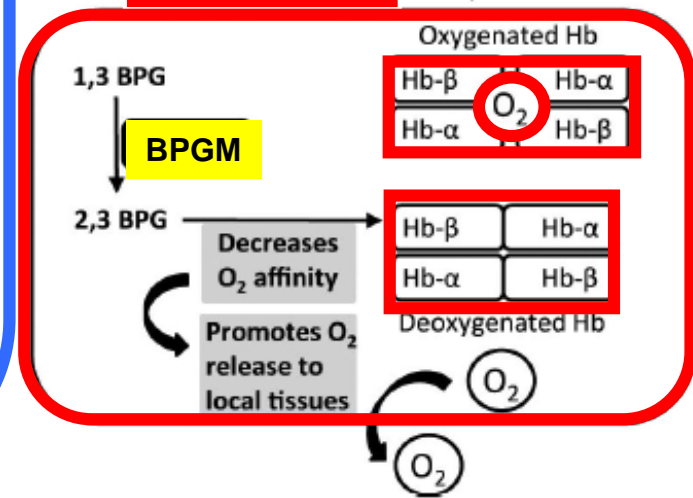 Oxygenated Hb
1,3 BPG
Hb-β Hb-α
O₂
Hb-α Hb-β
BPGM
2,3 BPG
Decreases
O₂ affinity
Hb-β Hb-α
Hb-α Hb-β
Deoxygenated Hb
Promotes O₂
release to
local tissues
O₂
O₂